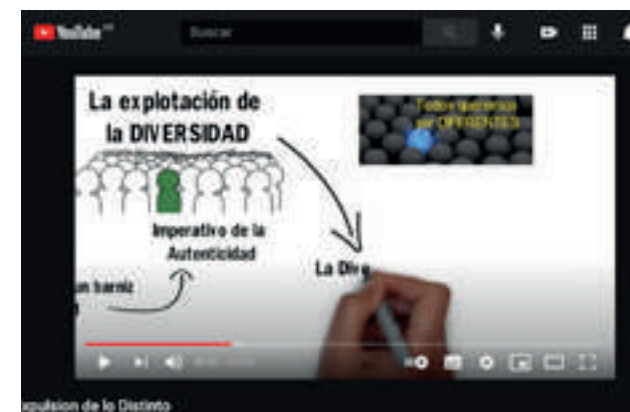 YouTube
Buscar
La explotación de
la DIVERSIDAD
Todos queremos
ser DIFERENTES
Imperativo de la
Autenticidad
La Dive
un barniz
xpulsion de lo Distinto